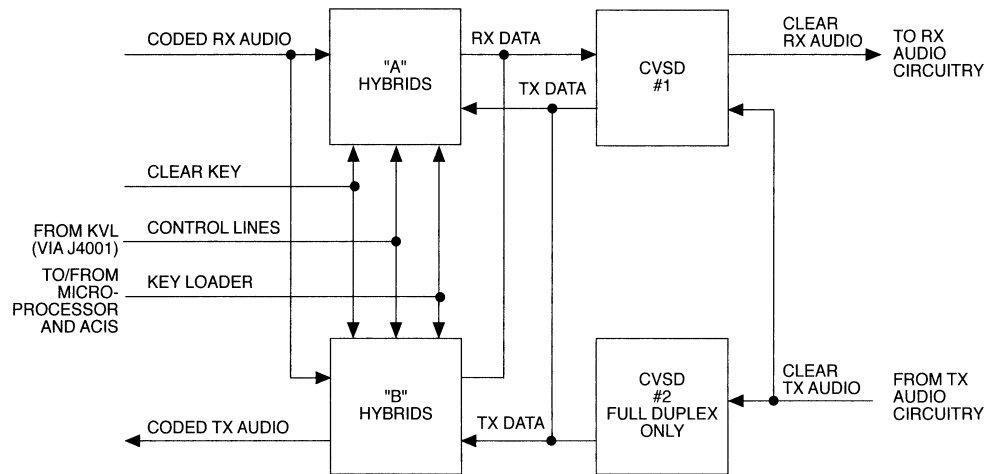 CODED RX AUDIO
"A"
HYBRIDS
RX DATA
TX DATA
CVSD
#1
CLEAR
RX AUDIO
TO RX
AUDIO
CIRCUITRY
CLEAR KEY
FROM KVL
(VIA J4001)
CONTROL LINES
TO/FROM
MICRO-
PROCESSOR
AND ACIS
KEY LOADER
"B"
HYBRIDS
CODED TX AUDIO
TX DATA
CVSD
#2
FULL DUPLEX
ONLY
CLEAR
TX AUDIO
FROM TX
AUDIO
CIRCUITRY